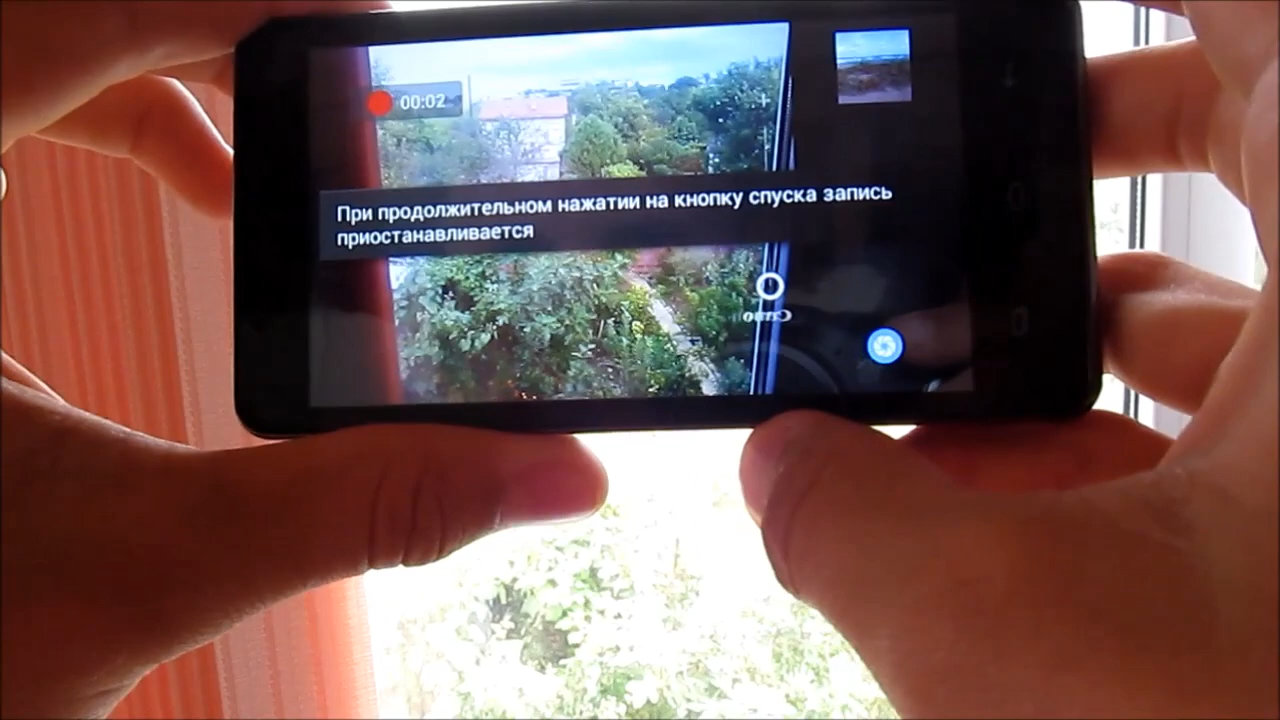 00:02
При продолжительном нажатии на кнопку спуска запись
приостанавливается